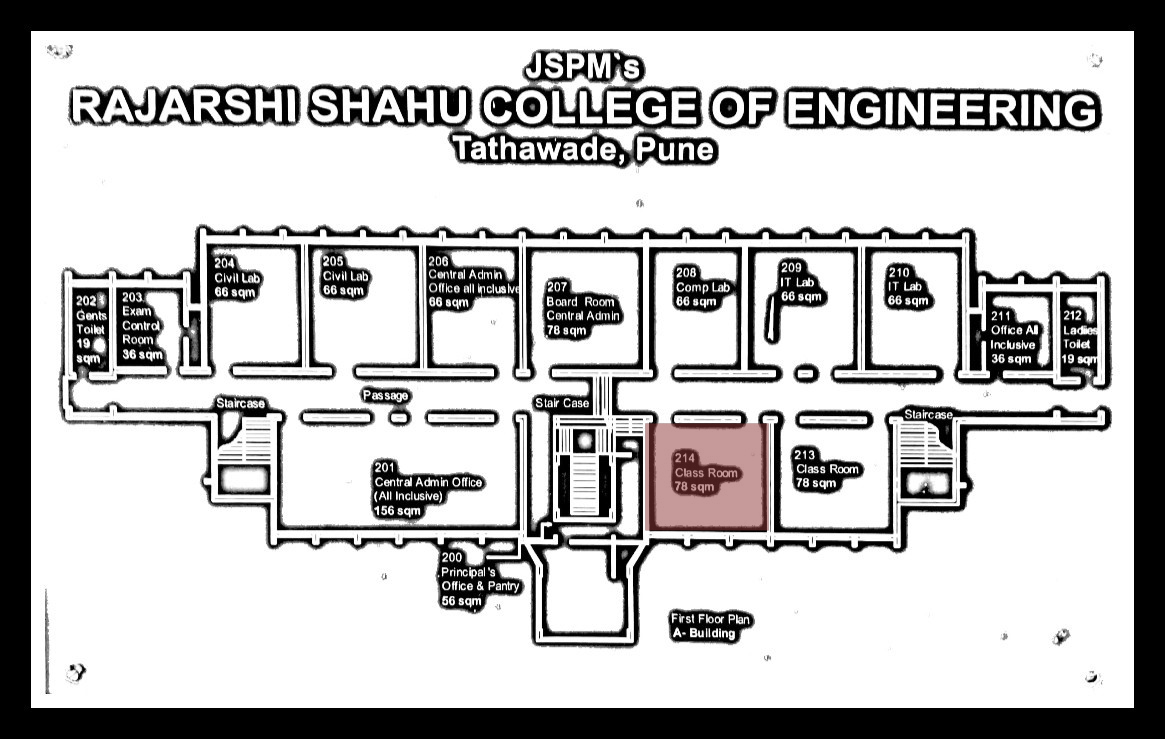 JSPM`s
RAJARSHI SHAHU COLLEGE OF ENGINEERING
Tathawade, Pune
204
Civil Lab
66 sqm
205
Civil Lab
66 sqm
206
Central Admin
Office all inclusive
66 sqm
207
Board Room
Central Admin
78 sqm
208
Comp Lab
66 sqm
209
IT Lab
66 sqm
210
IT Lab
66 sqm
202
Gents
Toilet
19
sqm
203
Exam
Control
Room
36 sqm
211
Office All
Inclusive
36 sqm
212
Ladies
Toilet
19 sqm
Staircase
Passage
Stair Case
Staircase
201
Central Admin Office
(All Inclusive)
156 sqm
214
Class Room
78 sqm
213
Class Room
78 sqm
200
Principal's
Office & Pantry
56 sqm
First Floor Plan
A- Building